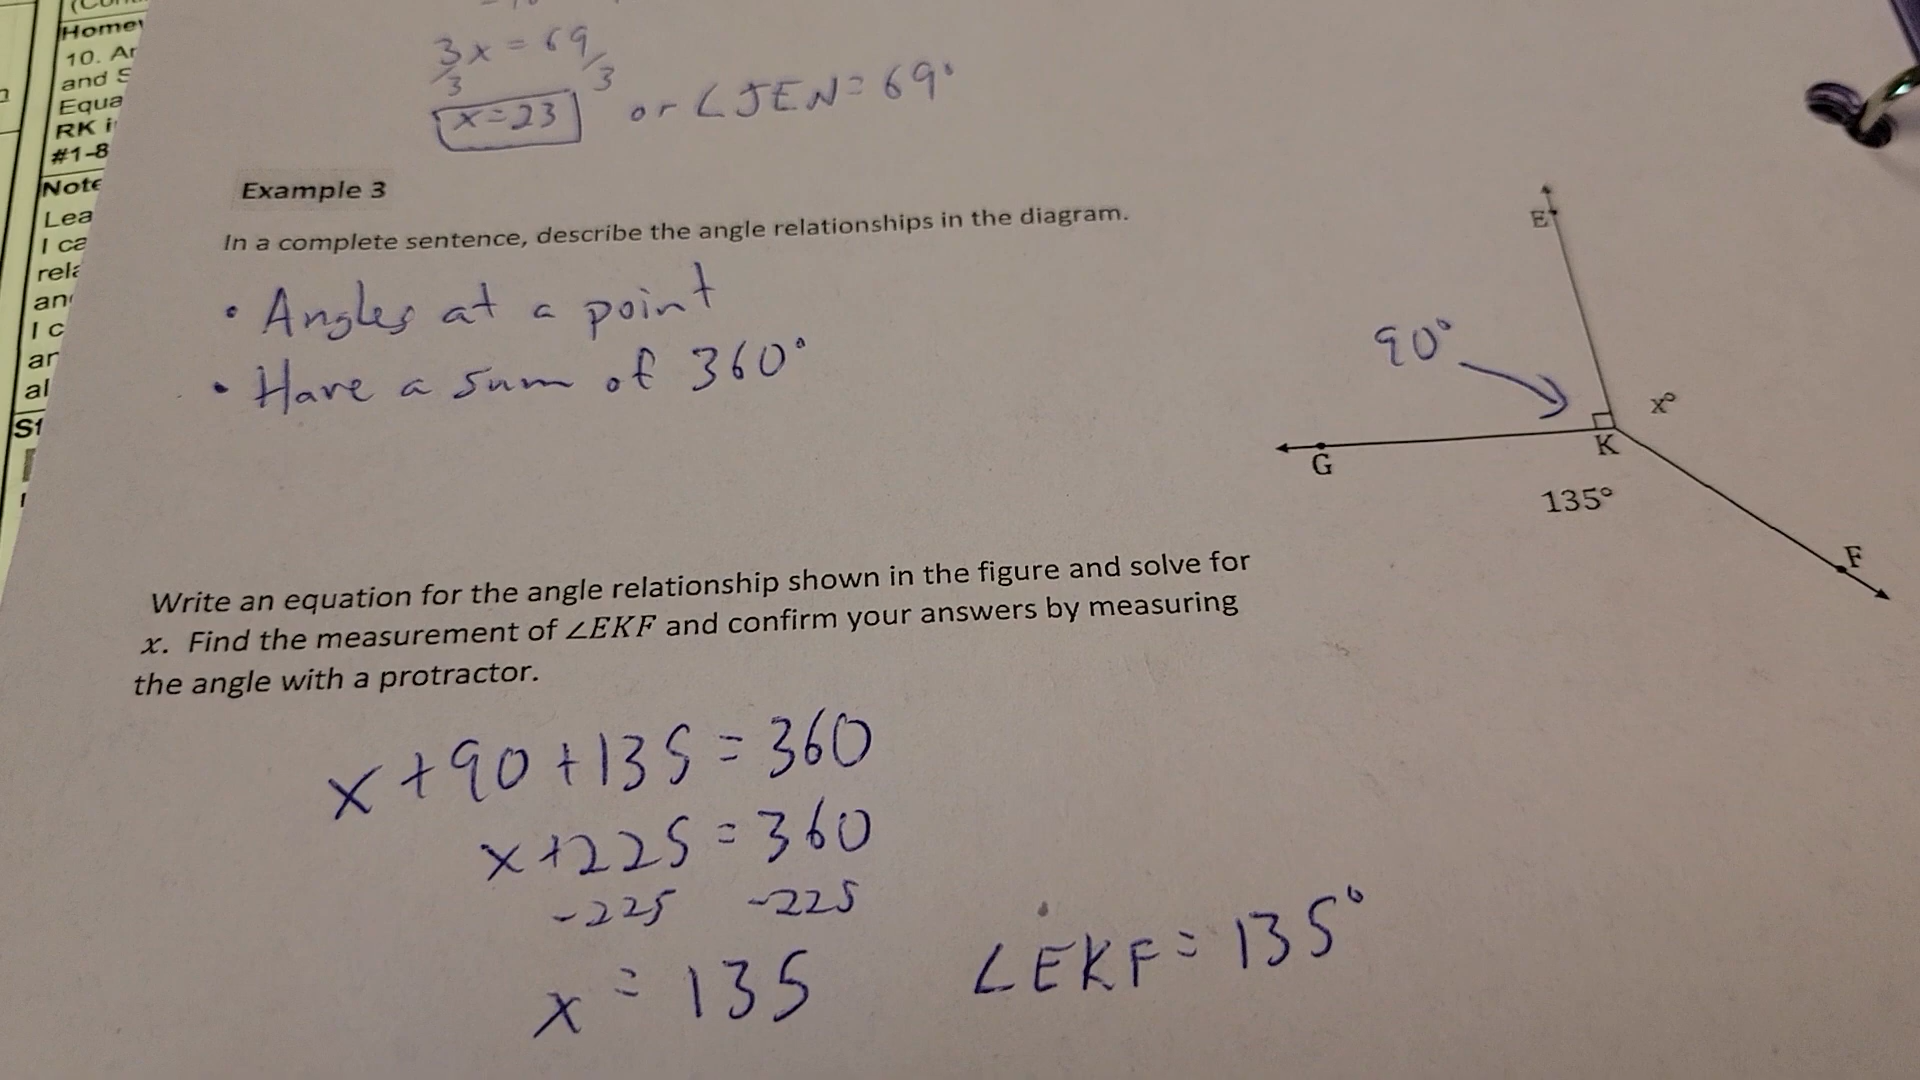 Home
10. Ar
and S
Equa
RK i
#1-8
Note
Lea
I ca
rela
an
I c
ar
al
St
3x = 69
/3 /3
x=23 or ∠JEN=69°
Example 3
In a complete sentence, describe the angle relationships in the diagram.
• Angles at a point
• Have a sum of 360°
E
90°
x°
G
K
135°
F
Write an equation for the angle relationship shown in the figure and solve for
x. Find the measurement of ∠EKF and confirm your answers by measuring
the angle with a protractor.
x+90+135=360
x+225=360
-225 -225
x=135 ∠EKF=135°